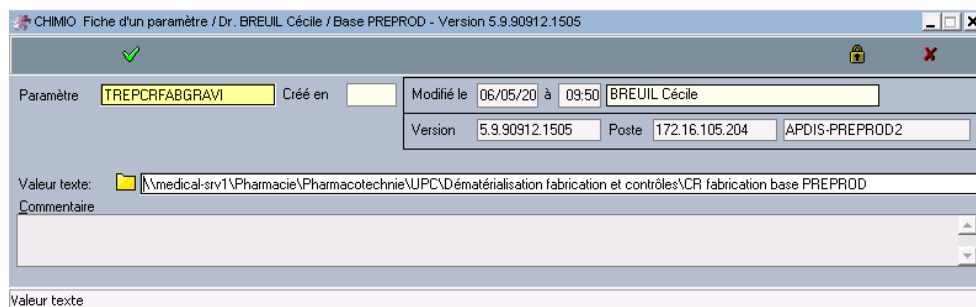 CHIMIO Fiche d'un paramètre / Dr. BREUIL Cécile / Base PREPROD - Version 5.9.90912.1505
Paramètre TREPCRFABGRAVI Créé en Modifié le 06/05/20 à 09:50 BREUIL Cécile
Version 5.9.90912.1505 Poste 172.16.105.204 APDIS-PREPROD2
Valeur texte: \\medical-srv1\Pharmacie\Pharmacotechnie\UPC\Dématérialisation fabrication et contrôles\CR fabrication base PREPROD
Commentaire
Valeur texte